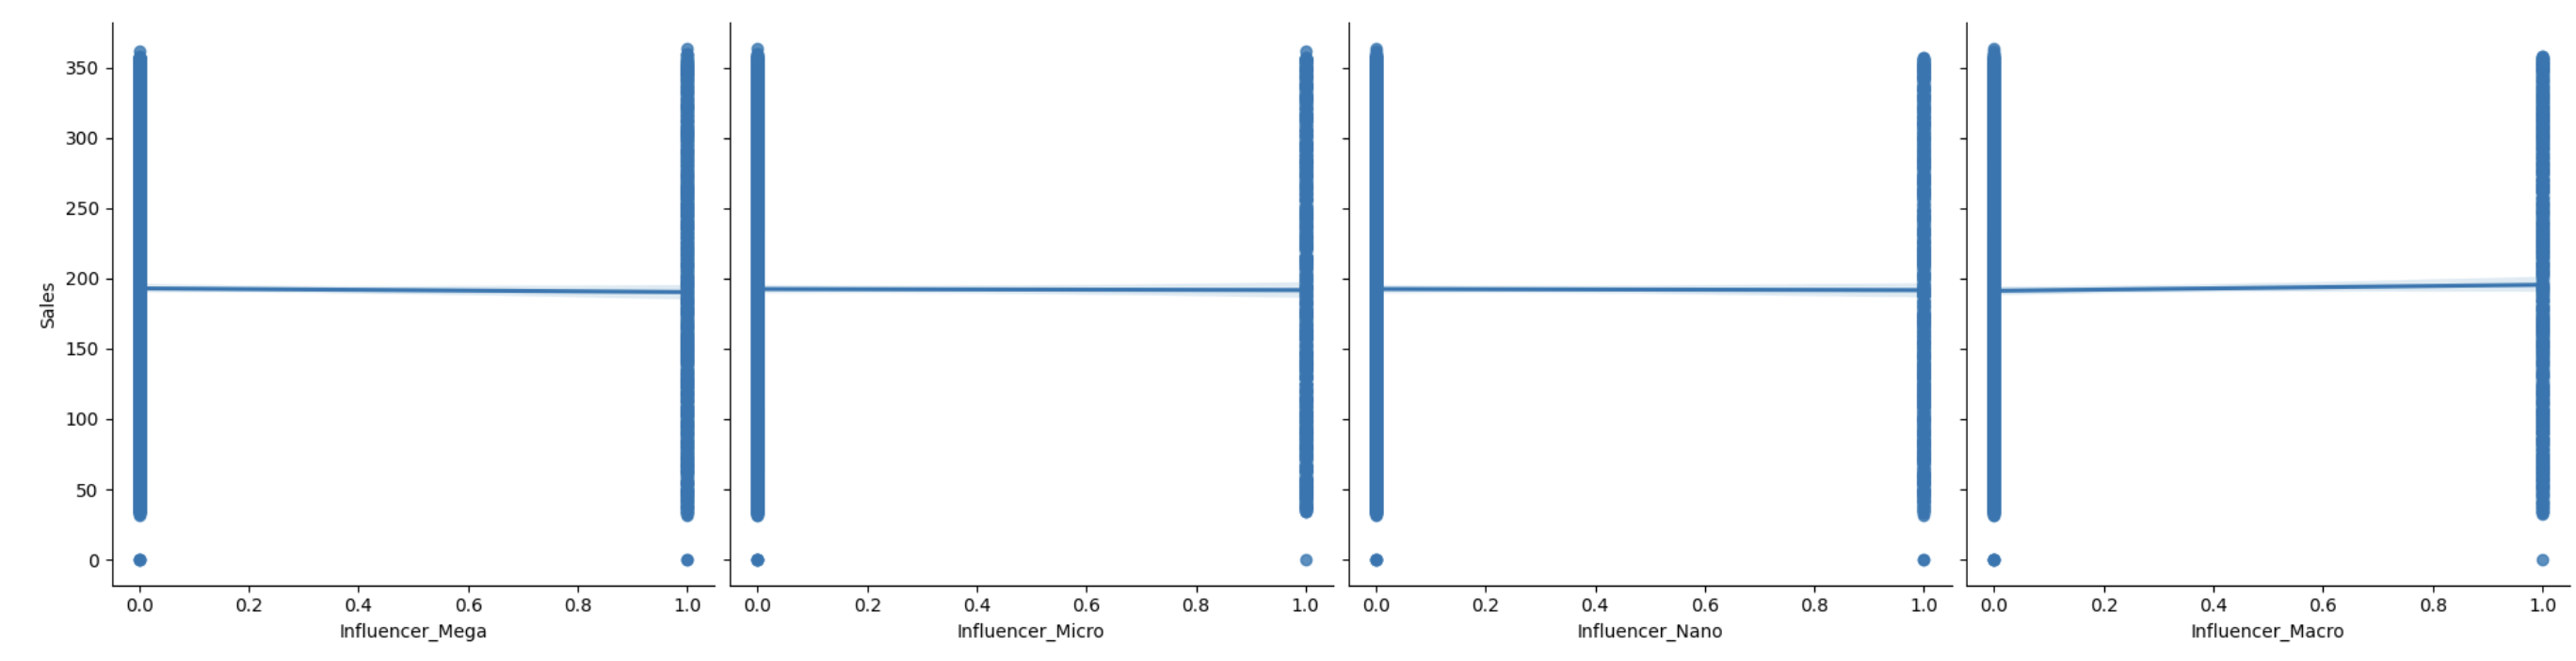 Sales
350
300
250
200
150
100
50
0
0.0 0.2 0.4 0.6 0.8 1.0
Influencer_Mega
0.0 0.2 0.4 0.6 0.8 1.0
Influencer_Micro
0.0 0.2 0.4 0.6 0.8 1.0
Influencer_Nano
0.0 0.2 0.4 0.6 0.8 1.0
Influencer_Macro